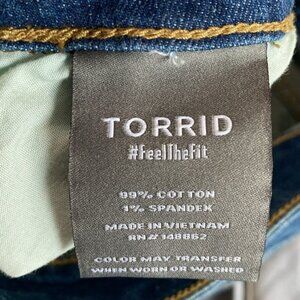 TORRID
#FeelTheFit
99% COTTON
1% SPANDEX
MADE IN VIETNAM
RN# 148862
COLOR MAY TRANSFER
WHEN WORN OR WASHED